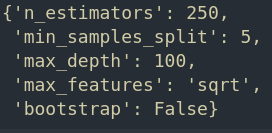 {'n_estimators': 250,
 'min_samples_split': 5,
 'max_depth': 100,
 'max_features': 'sqrt',
 'bootstrap': False}